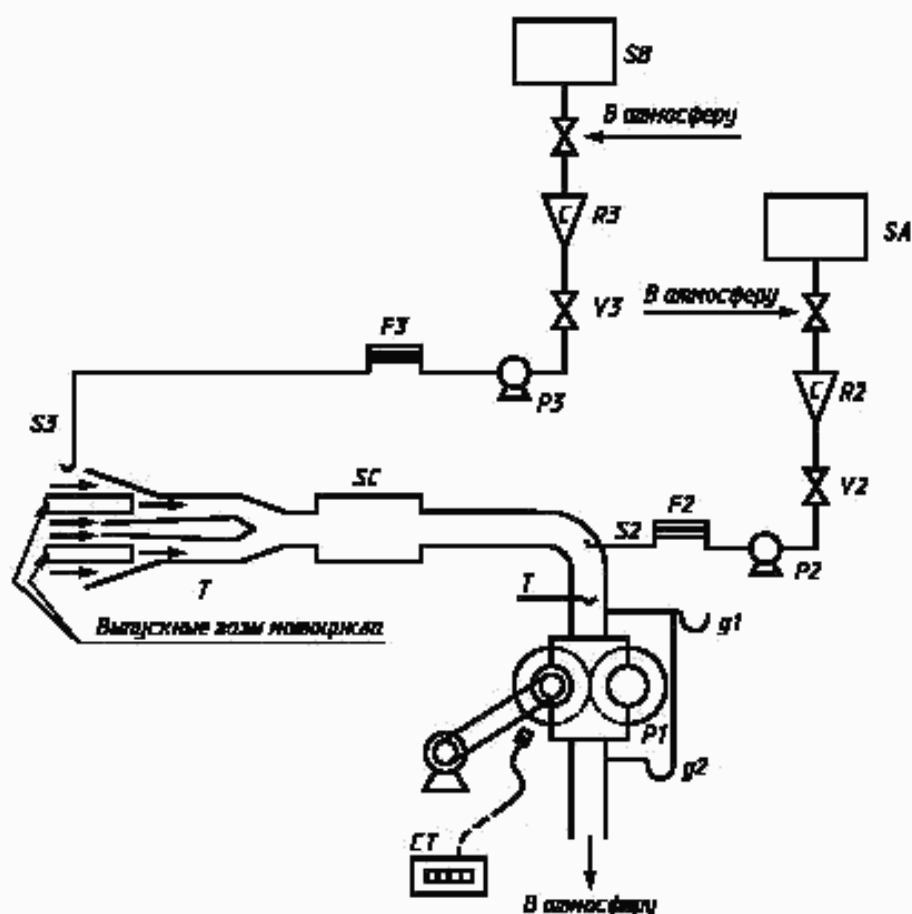 SB
В атмосферу
C
R3
SA
В атмосферу
V3
F3
P3
C
R2
S3
SC
V2
F2
S2
P2
T
T
g1
Выпускные газы мотоцикла
P1
g2
CT
В атмосферу